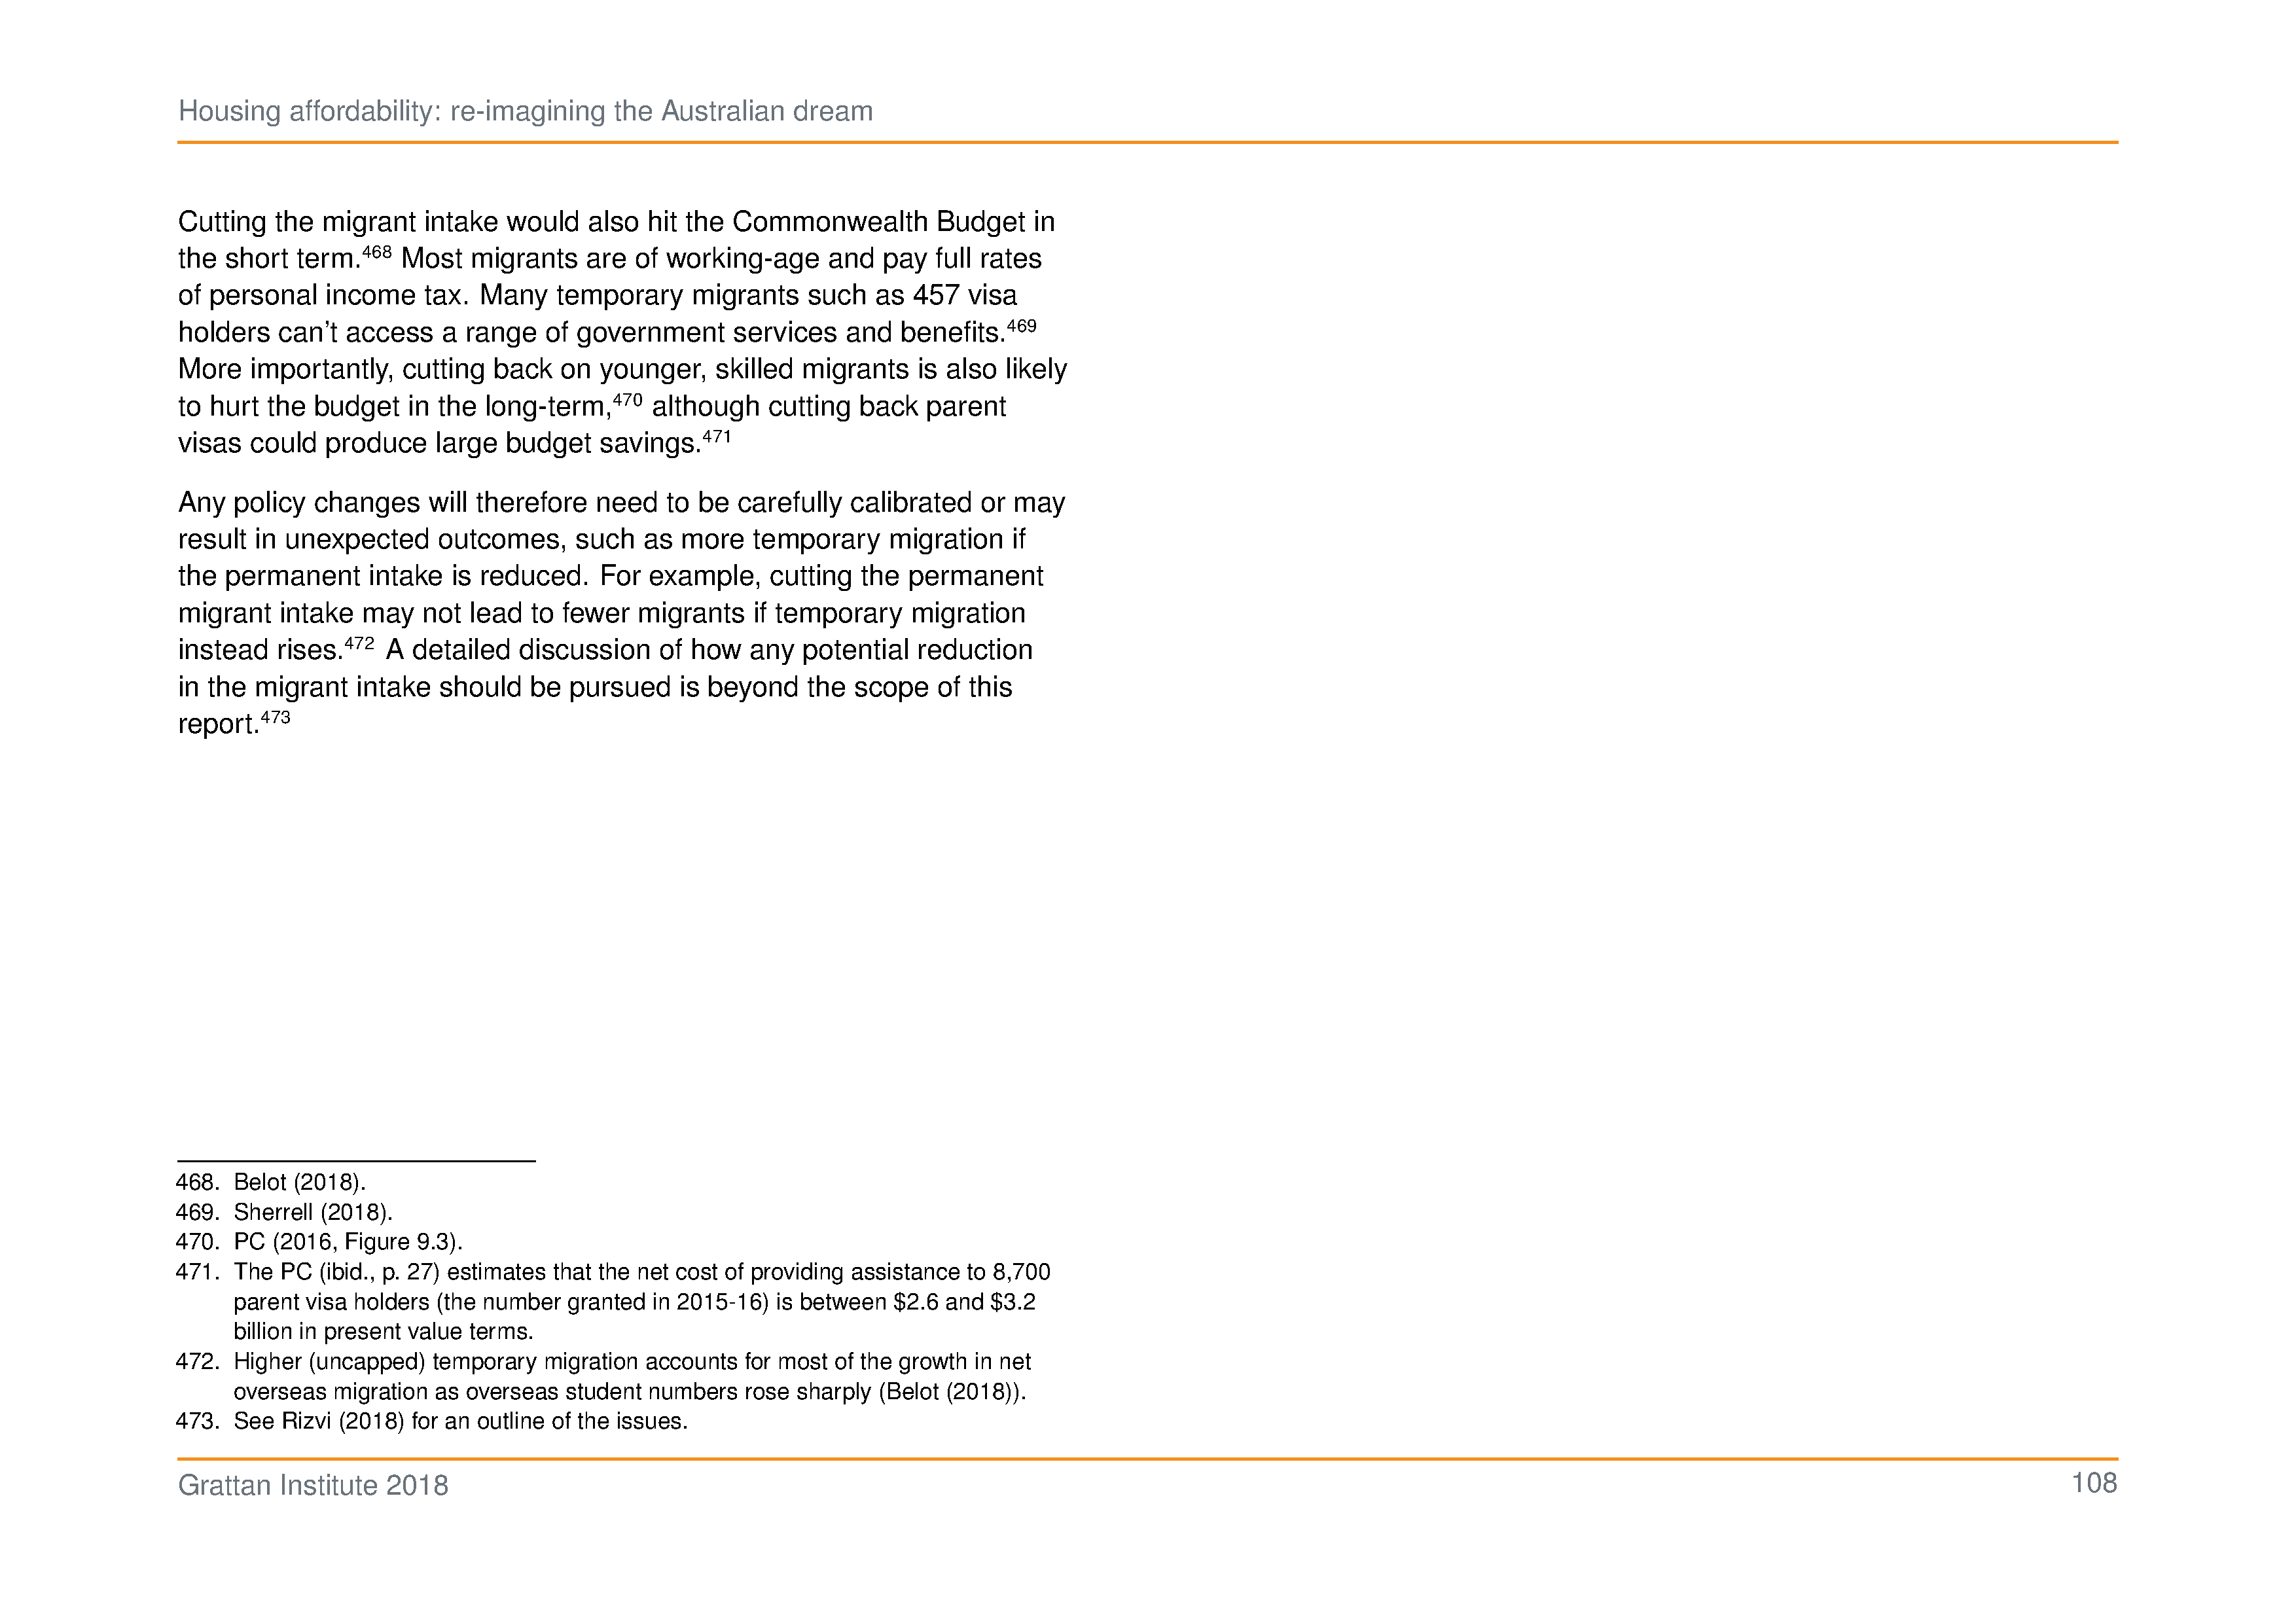 Housing affordability: re-imagining the Australian dream
Cutting the migrant intake would also hit the Commonwealth Budget in
the short term.468 Most migrants are of working-age and pay full rates
of personal income tax. Many temporary migrants such as 457 visa
holders can’t access a range of government services and benefits.469
More importantly, cutting back on younger, skilled migrants is also likely
to hurt the budget in the long-term,470 although cutting back parent
visas could produce large budget savings.471
Any policy changes will therefore need to be carefully calibrated or may
result in unexpected outcomes, such as more temporary migration if
the permanent intake is reduced. For example, cutting the permanent
migrant intake may not lead to fewer migrants if temporary migration
instead rises.472 A detailed discussion of how any potential reduction
in the migrant intake should be pursued is beyond the scope of this
report.473
468. Belot (2018).
469. Sherrell (2018).
470. PC (2016, Figure 9.3).
471. The PC (ibid., p. 27) estimates that the net cost of providing assistance to 8,700
parent visa holders (the number granted in 2015-16) is between $2.6 and $3.2
billion in present value terms.
472. Higher (uncapped) temporary migration accounts for most of the growth in net
overseas migration as overseas student numbers rose sharply (Belot (2018)).
473. See Rizvi (2018) for an outline of the issues.
Grattan Institute 2018
108